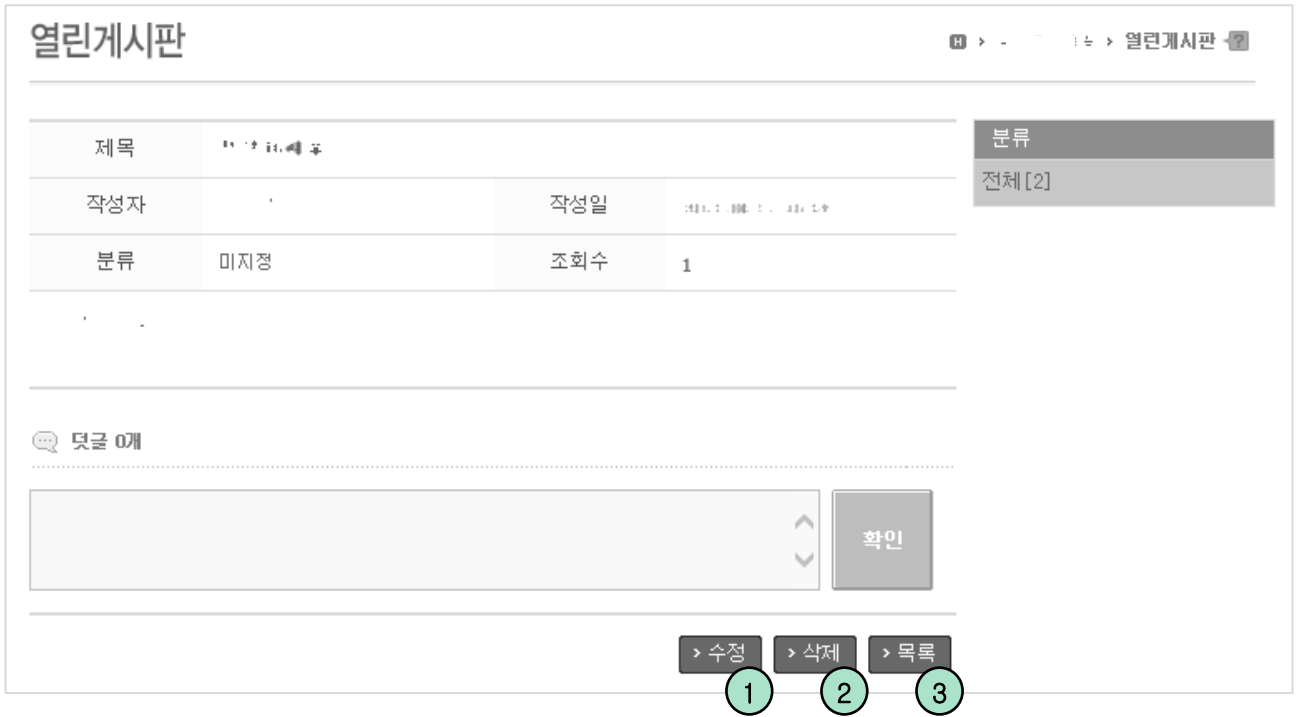 열린게시판
H > > 열린게시판 ?
제목
작성자 작성일
분류 미지정 조회수 1
분류
전체[2]
덧글 0개
확인
> 수정 > 삭제 > 목록
1 2 3